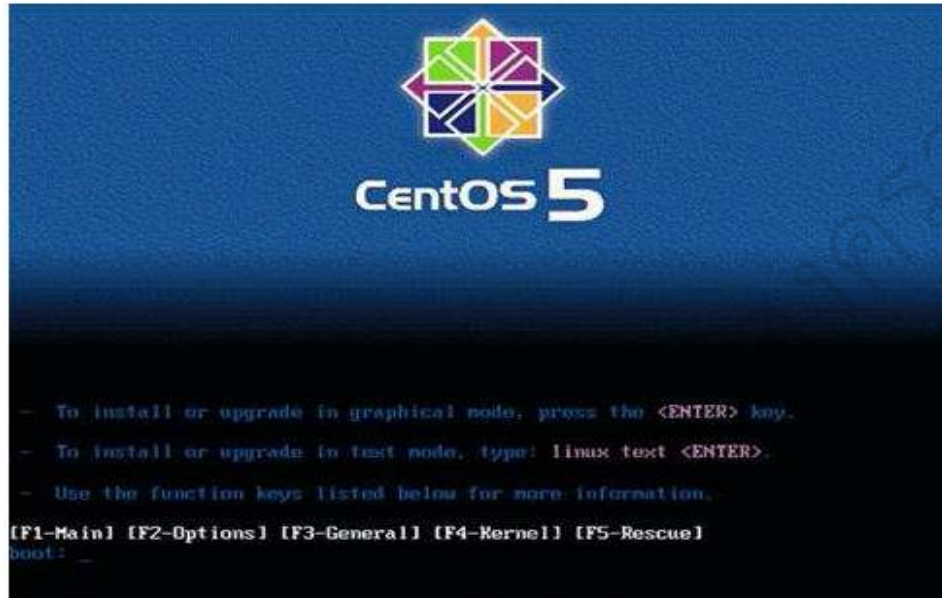 CentOS 5
- To install or upgrade in graphical mode, press the <ENTER> key.
- To install or upgrade in text mode, type: linux text <ENTER>.
- Use the function keys listed below for more information.
[F1-Main] [F2-Options] [F3-General] [F4-Kernel] [F5-Rescue]
boot: _